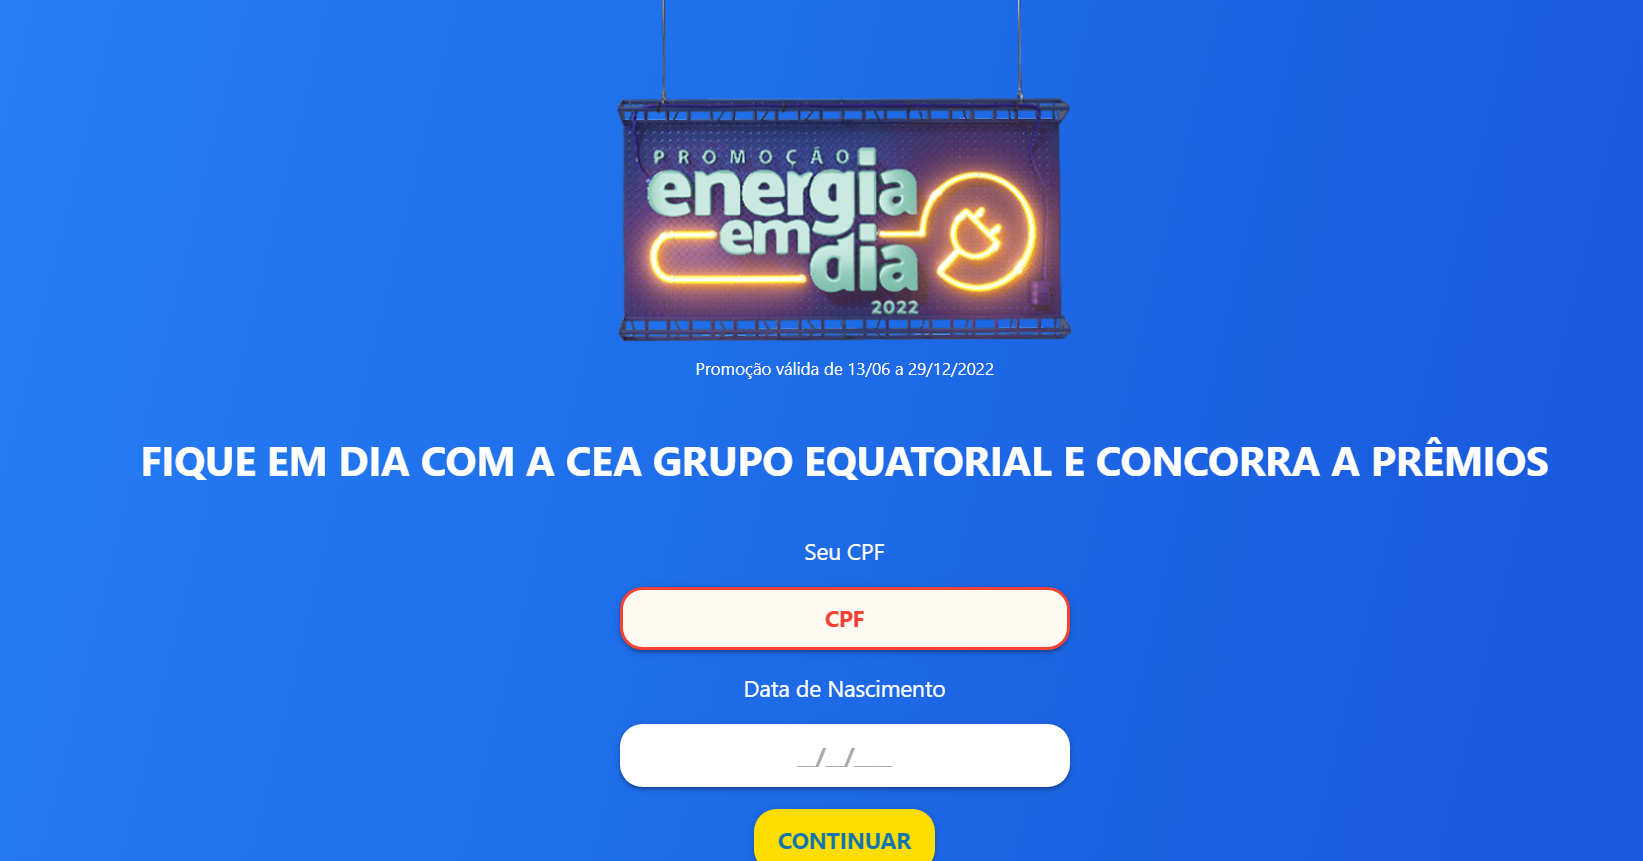 PROMOÇÃO
energia
em
dia
2022
Promoção válida de 13/06 a 29/12/2022
FIQUE EM DIA COM A CEA GRUPO EQUATORIAL E CONCORRA A PRÊMIOS
Seu CPF
CPF
Data de Nascimento
__/__/____
CONTINUAR